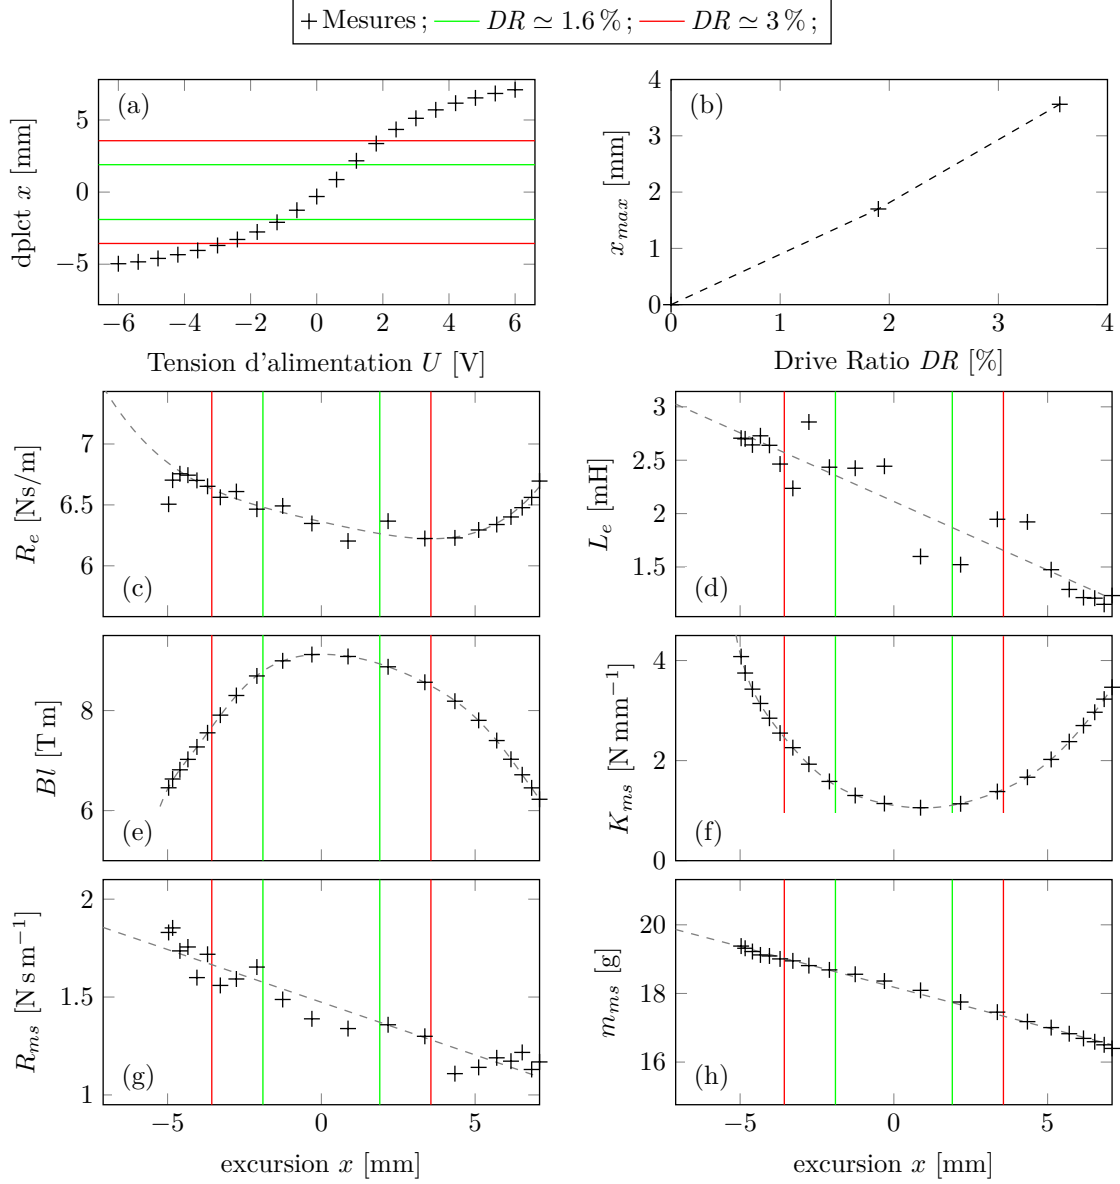 Mesures ; DR ≃ 1.6 % ; DR ≃ 3 % ;
(a)
5
0
−5
dplct x [mm]
−6 −4 −2 0 2 4 6
Tension d'alimentation U [V]
(b)
4
3
2
1
0
x_max [mm]
0 1 2 3 4
Drive Ratio DR [%]
7
6.5
6
R_e [Ns/m]
(c)
3
2.5
2
1.5
L_e [mH]
(d)
8
6
Bl [T m]
(e)
4
2
0
K_ms [N mm⁻¹]
(f)
2
1.5
1
R_ms [N s m⁻¹]
(g)
−5 0 5
excursion x [mm]
20
18
16
m_ms [g]
(h)
−5 0 5
excursion x [mm]